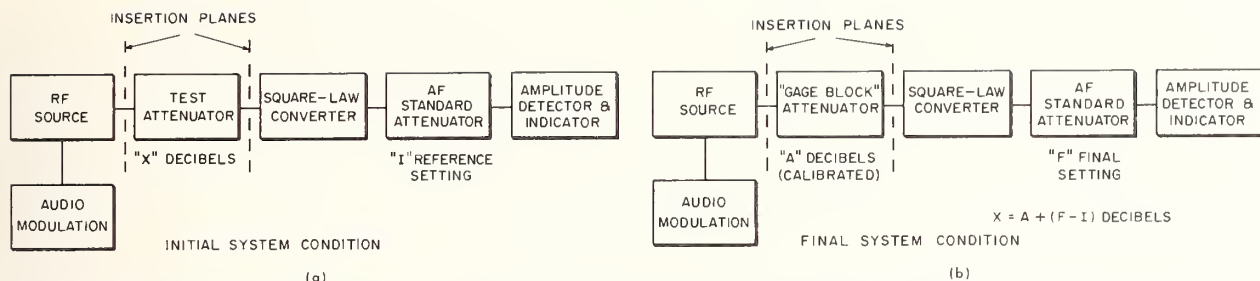 INSERTION PLANES
RF
SOURCE
TEST
ATTENUATOR
SQUARE-LAW
CONVERTER
AF
STANDARD
ATTENUATOR
AMPLITUDE
DETECTOR &
INDICATOR
"X" DECIBELS
"I" REFERENCE
SETTING
AUDIO
MODULATION
INITIAL SYSTEM CONDITION
(a)
INSERTION PLANES
RF
SOURCE
"GAGE BLOCK"
ATTENUATOR
SQUARE-LAW
CONVERTER
AF
STANDARD
ATTENUATOR
AMPLITUDE
DETECTOR &
INDICATOR
"A" DECIBELS
(CALIBRATED)
"F" FINAL
SETTING
AUDIO
MODULATION
X = A + (F-I) DECIBELS
FINAL SYSTEM CONDITION
(b)